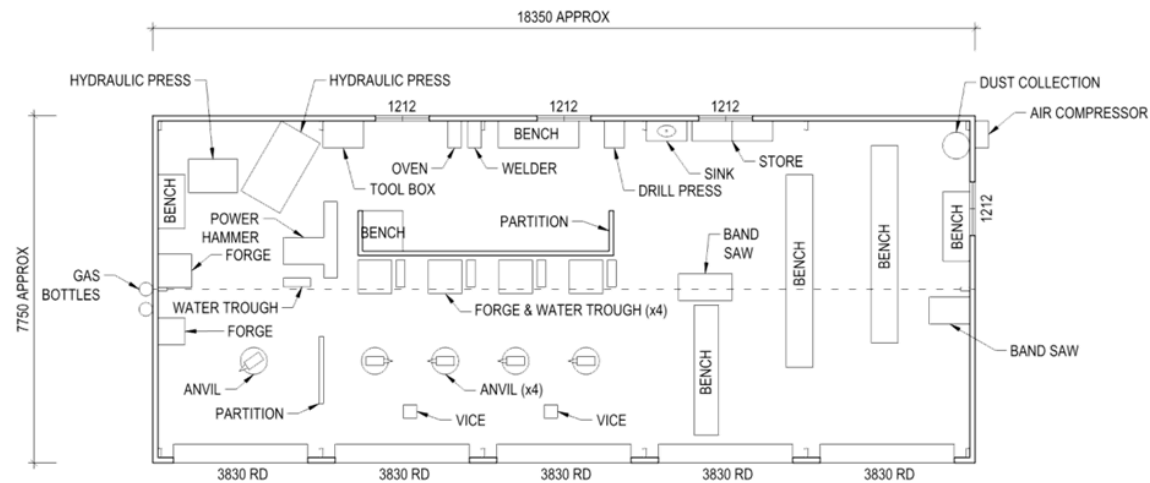 18350 APPROX
HYDRAULIC PRESS
HYDRAULIC PRESS
DUST COLLECTION
AIR COMPRESSOR
1212
1212
1212
BENCH
OVEN
WELDER
TOOL BOX
SINK
STORE
DRILL PRESS
BENCH
POWER
HAMMER
FORGE
BENCH
PARTITION
BAND
SAW
BENCH
BENCH
BENCH
1212
7750 APPROX
GAS
BOTTLES
WATER TROUGH
FORGE & WATER TROUGH (x4)
FORGE
BENCH
BAND SAW
ANVIL
ANVIL (x4)
PARTITION
VICE
VICE
3830 RD
3830 RD
3830 RD
3830 RD
3830 RD